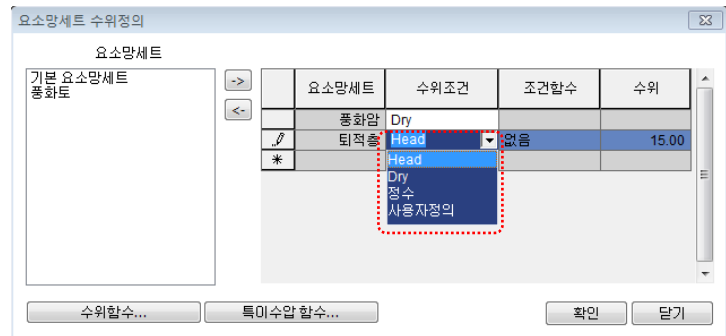 요소망세트 수위정의
요소망세트
기본 요소망세트
풍화토
->
<-
요소망세트 수위조건 조건함수 수위
풍화암 Dry
퇴적층 Head 없음 15.00
*
Head
Dry
정수
사용자정의
수위함수... 특이수압 함수... 확인 닫기